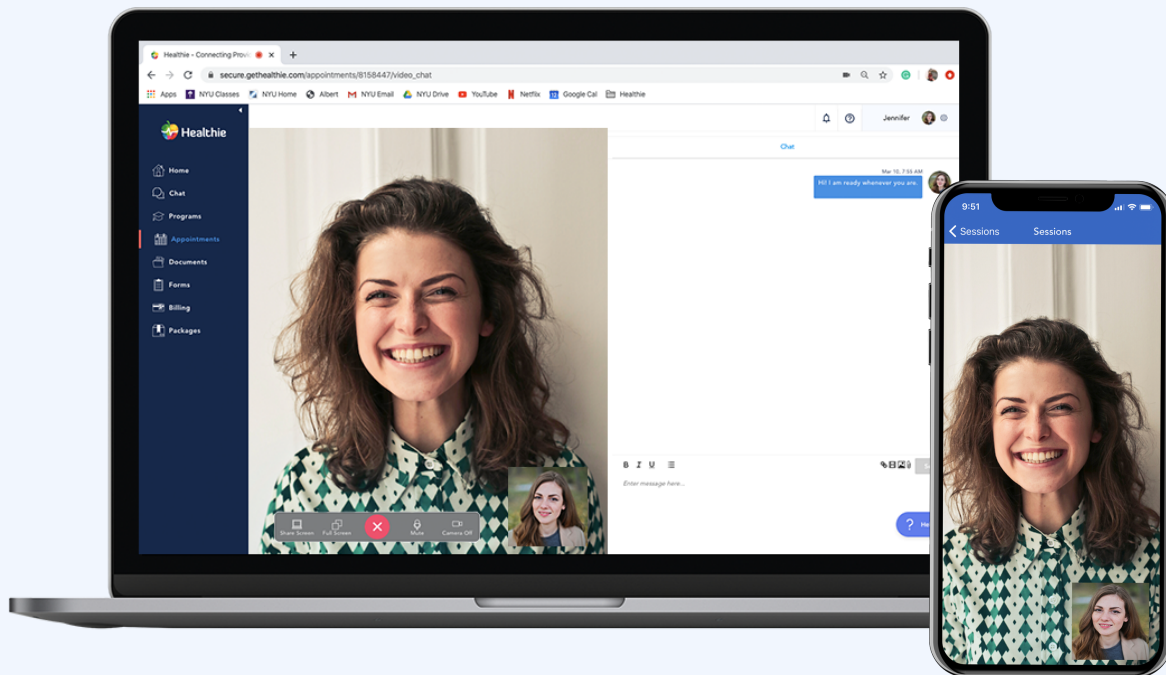 Healthie - Connecting Provi
secure.gethealthie.com/appointments/8158447/video_chat
Apps NYU Classes NYU Home Albert NYU Email NYU Drive YouTube Netflix Google Cal Healthie
Healthie
Jennifer
Chat
Mar 10, 7:55 AM
Hi! I am ready whenever you are.
Home
Chat
Programs
Appointments
Documents
Forms
Billing
Packages
B I U
Enter message here...
Share Screen Full Screen Mute Camera Off
? He
9:51
Sessions Sessions